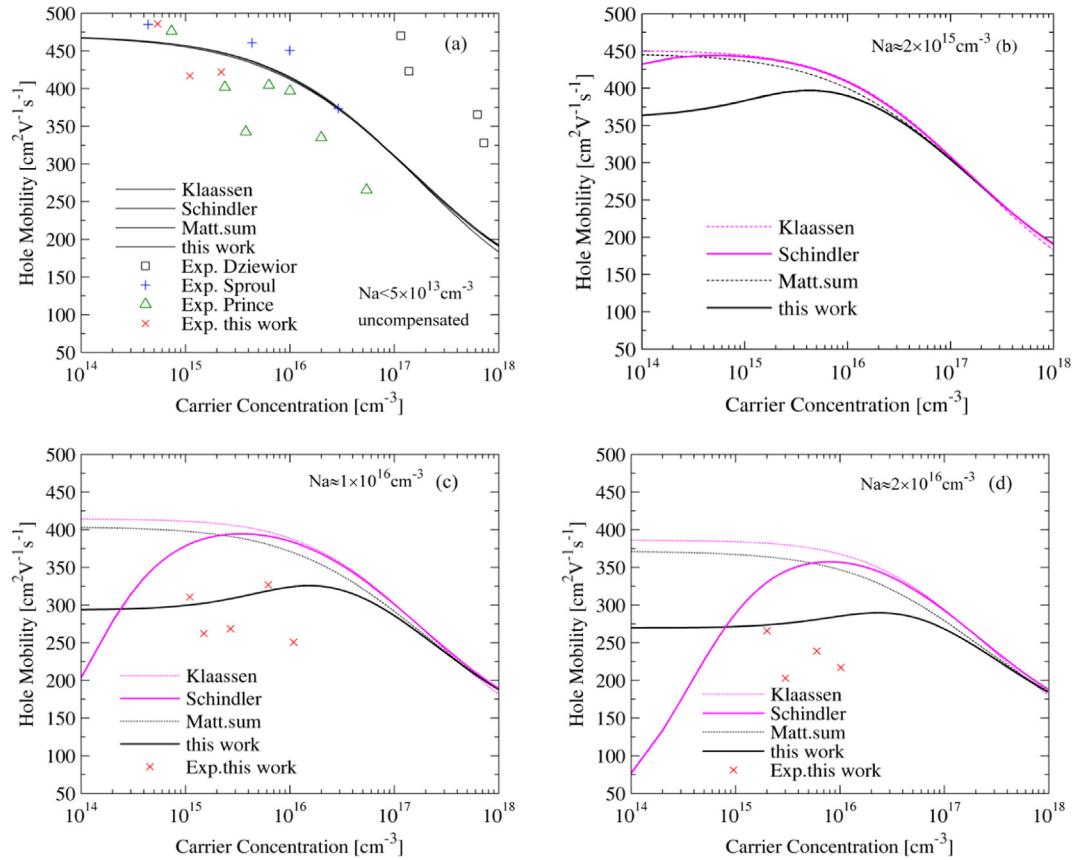 500
450
400
350
300
250
200
150
100
50
Hole Mobility [cm²V⁻¹s⁻¹]
(a)
Klaassen
Schindler
Matt.sum
this work
Exp. Dziewior
Exp. Sproul
Exp. Prince
Exp. this work
Na<5×10¹³cm⁻³
uncompensated
10¹⁴ 10¹⁵ 10¹⁶ 10¹⁷ 10¹⁸
Carrier Concentration [cm⁻³]
500
450
400
350
300
250
200
150
100
50
Hole Mobility [cm²V⁻¹s⁻¹]
Na≈2×10¹⁵cm⁻³ (b)
Klaassen
Schindler
Matt.sum
this work
10¹⁴ 10¹⁵ 10¹⁶ 10¹⁷ 10¹⁸
Carrier Concentration [cm⁻³]
500
450
400
350
300
250
200
150
100
50
Hole Mobility [cm²V⁻¹s⁻¹]
Na≈1×10¹⁶cm⁻³ (c)
Klaassen
Schindler
Matt.sum
this work
Exp.this work
10¹⁴ 10¹⁵ 10¹⁶ 10¹⁷ 10¹⁸
Carrier Concentration [cm⁻³]
500
450
400
350
300
250
200
150
100
50
Hole Mobility [cm²V⁻¹s⁻¹]
Na≈2×10¹⁶cm⁻³ (d)
Klaassen
Schindler
Matt.sum
this work
Exp.this work
10¹⁴ 10¹⁵ 10¹⁶ 10¹⁷ 10¹⁸
Carrier Concentration [cm⁻³]